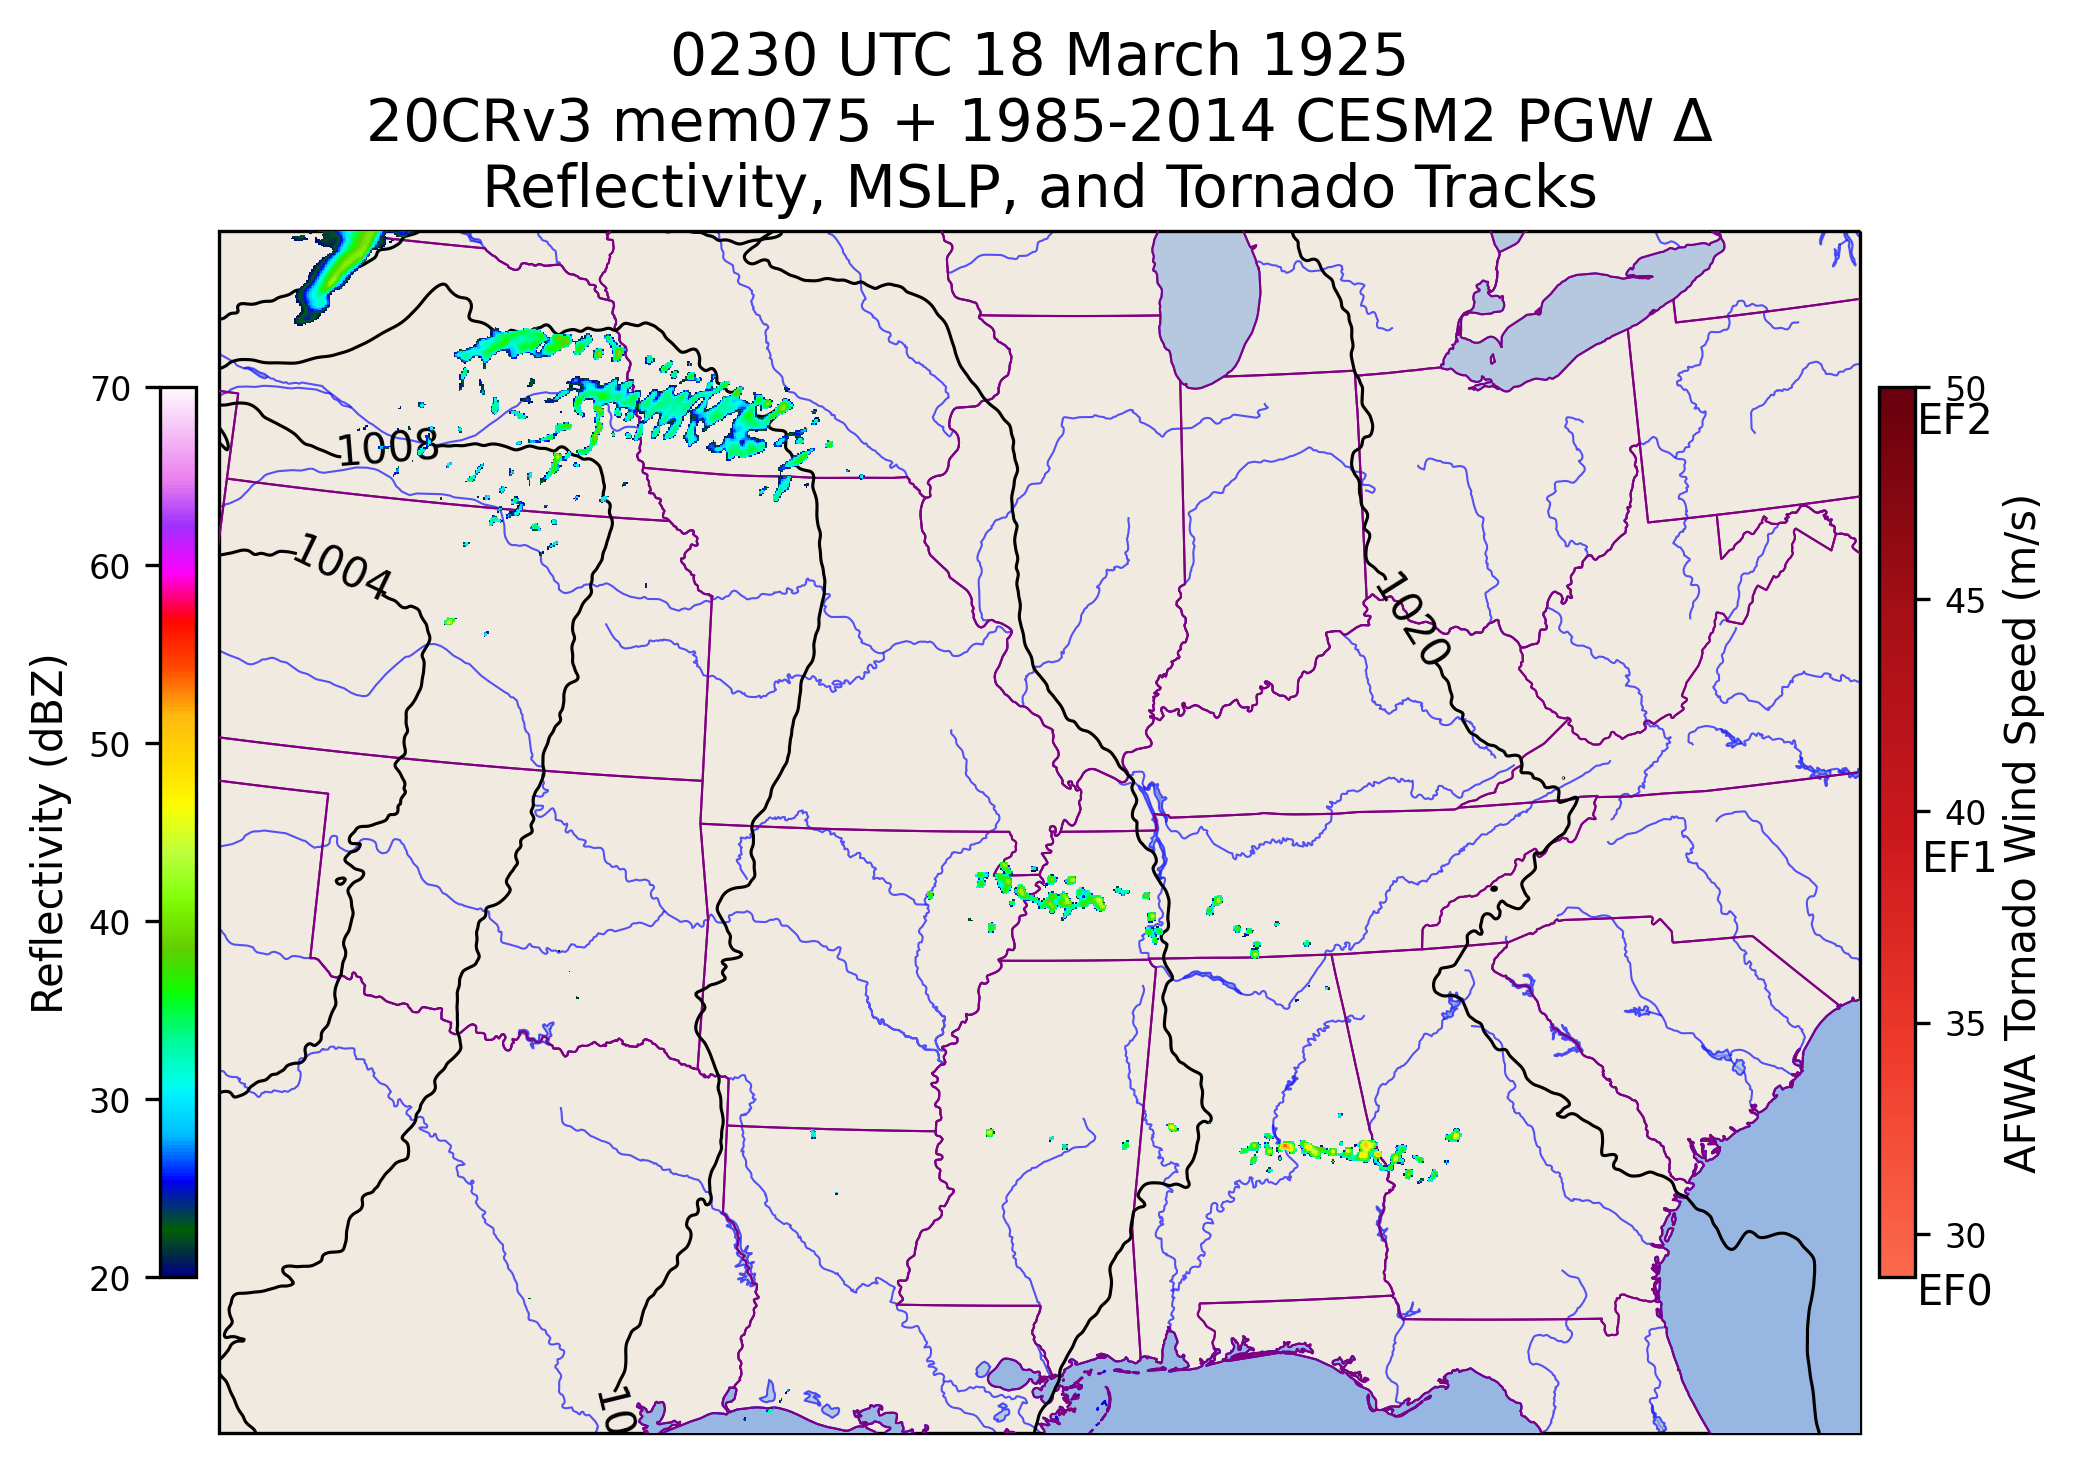 0230 UTC 18 March 1925
20CRv3 mem075 + 1985-2014 CESM2 PGW Δ
Reflectivity, MSLP, and Tornado Tracks
70
60
50
40
30
20
Reflectivity (dBZ)
1008
1004
1020
10
50
EF2
45
40
EF1
35
30
EF0
AFWA Tornado Wind Speed (m/s)